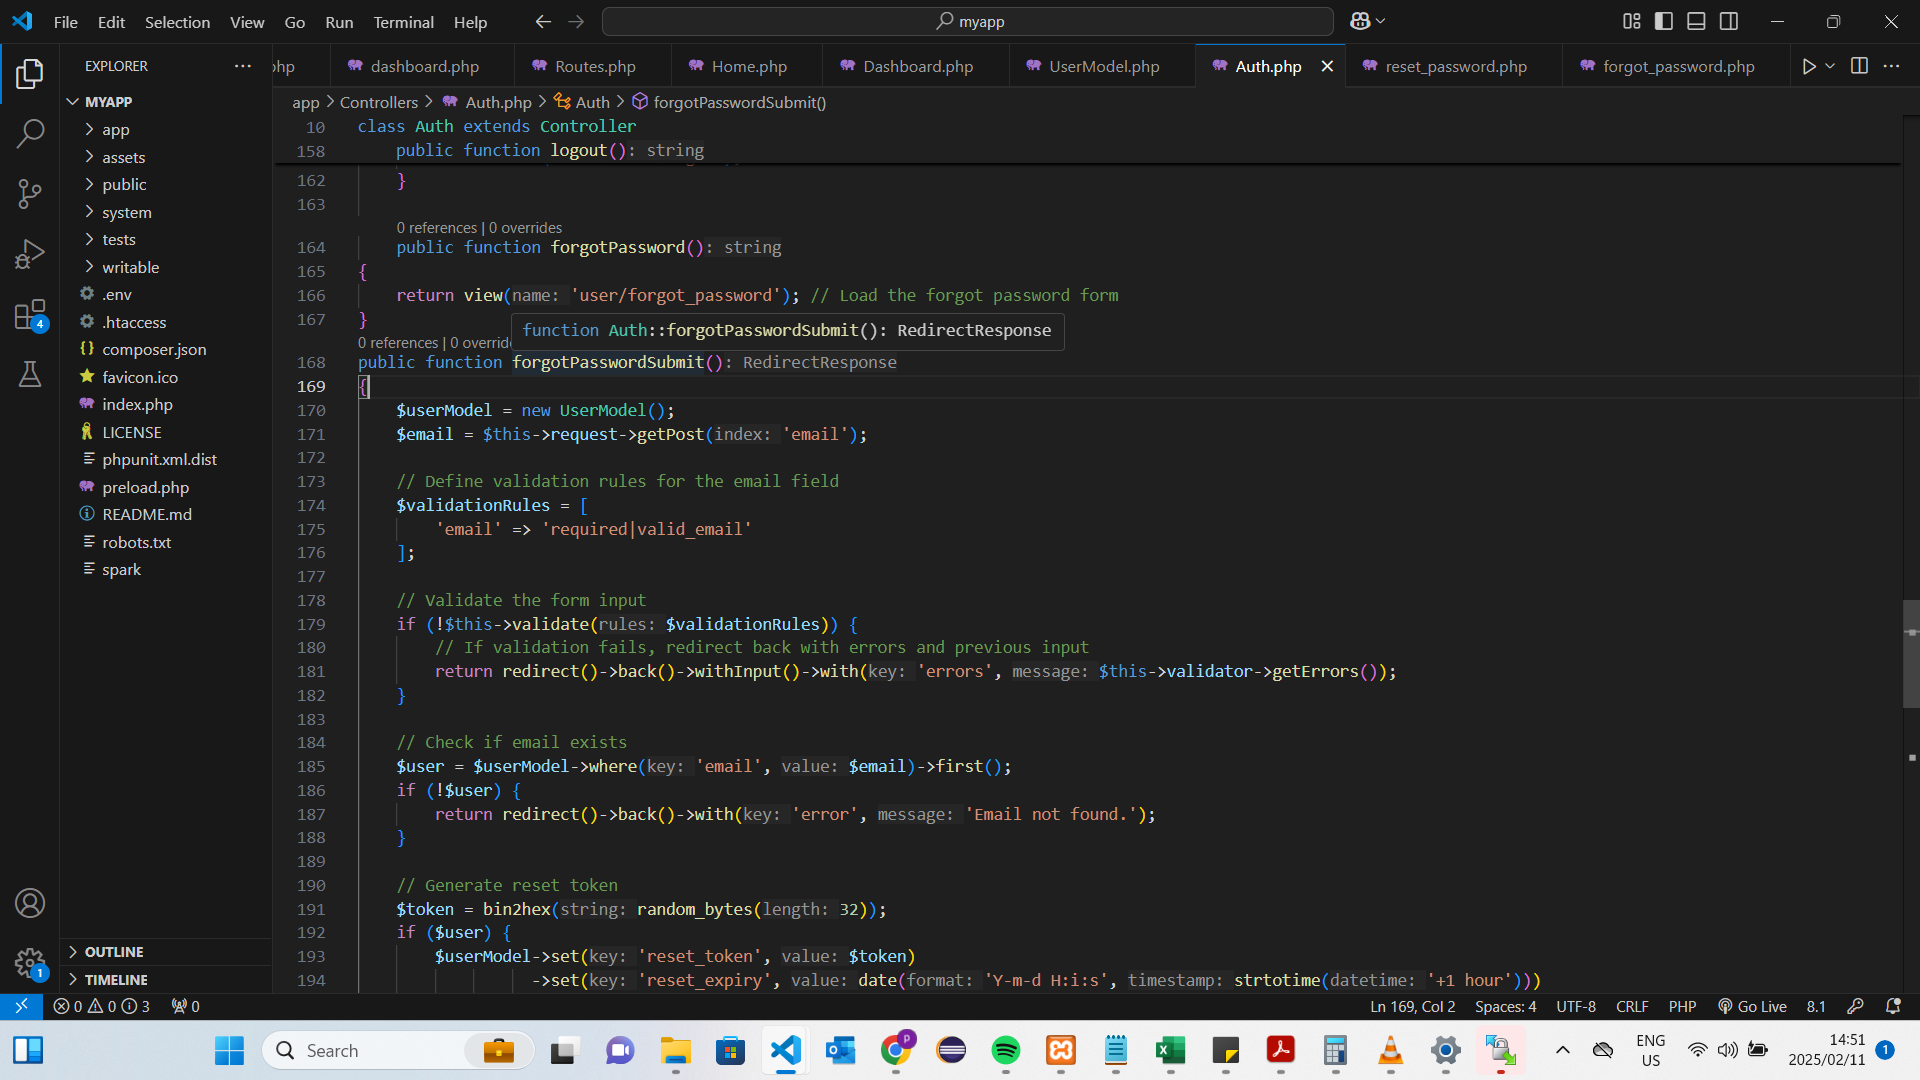 File Edit Selection View Go Run Terminal Help
myapp
EXPLORER
hp
dashboard.php
Routes.php
Home.php
Dashboard.php
UserModel.php
Auth.php
reset_password.php
forgot_password.php
app > Controllers > Auth.php > Auth > forgotPasswordSubmit()
MYAPP
app
assets
public
system
tests
writable
.env
.htaccess
composer.json
favicon.ico
index.php
LICENSE
phpunit.xml.dist
preload.php
README.md
robots.txt
spark
OUTLINE
TIMELINE
4
1
10 class Auth extends Controller
158 public function logout(): string
162 }
163
0 references | 0 overrides
164 public function forgotPassword(): string
165 {
166 return view(name: 'user/forgot_password'); // Load the forgot password form
167 }
function Auth::forgotPasswordSubmit(): RedirectResponse
0 references | 0 overrid
168 public function forgotPasswordSubmit(): RedirectResponse
169 {
170 $userModel = new UserModel();
171 $email = $this->request->getPost(index: 'email');
172
173 // Define validation rules for the email field
174 $validationRules = [
175 'email' => 'required|valid_email'
176 ];
177
178 // Validate the form input
179 if (!$this->validate(rules: $validationRules)) {
180 // If validation fails, redirect back with errors and previous input
181 return redirect()->back()->withInput()->with(key: 'errors', message: $this->validator->getErrors());
182 }
183
184 // Check if email exists
185 $user = $userModel->where(key: 'email', value: $email)->first();
186 if (!$user) {
187 return redirect()->back()->with(key: 'error', message: 'Email not found.');
188 }
189
190 // Generate reset token
191 $token = bin2hex(string: random_bytes(length: 32));
192 if ($user) {
193 $userModel->set(key: 'reset_token', value: $token)
194 ->set(key: 'reset_expiry', value: date(format: 'Y-m-d H:i:s', timestamp: strtotime(datetime: '+1 hour')))
0 0 3 0
Ln 169, Col 2 Spaces: 4 UTF-8 CRLF PHP Go Live 8.1
Search
p
ENG
US
14:51
2025/02/11
1